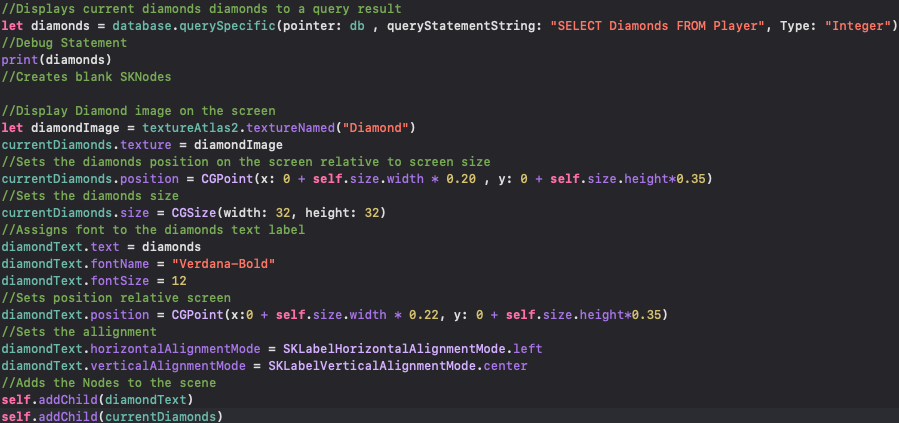 //Displays current diamonds diamonds to a query result
let diamonds = database.querySpecific(pointer: db , queryStatementString: "SELECT Diamonds FROM Player", Type: "Integer")
//Debug Statement
print(diamonds)
//Creates blank SKNodes
//Display Diamond image on the screen
let diamondImage = textureAtlas2.textureNamed("Diamond")
currentDiamonds.texture = diamondImage
//Sets the diamonds position on the screen relative to screen size
currentDiamonds.position = CGPoint(x: 0 + self.size.width * 0.20 , y: 0 + self.size.height*0.35)
//Sets the diamonds size
currentDiamonds.size = CGSize(width: 32, height: 32)
//Assigns font to the diamonds text label
diamondText.text = diamonds
diamondText.fontName = "Verdana-Bold"
diamondText.fontSize = 12
//Sets position relative screen
diamondText.position = CGPoint(x:0 + self.size.width * 0.22, y: 0 + self.size.height*0.35)
//Sets the allignment
diamondText.horizontalAlignmentMode = SKLabelHorizontalAlignmentMode.left
diamondText.verticalAlignmentMode = SKLabelVerticalAlignmentMode.center
//Adds the Nodes to the scene
self.addChild(diamondText)
self.addChild(currentDiamonds)